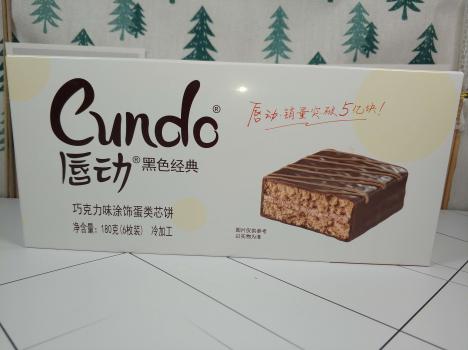 Cundo®
唇动®黑色经典
唇动·销量突破5亿块!
巧克力味涂饰蛋类芯饼
净含量:180克(6枚装) 冷加工
图片仅供参考
以实物为准